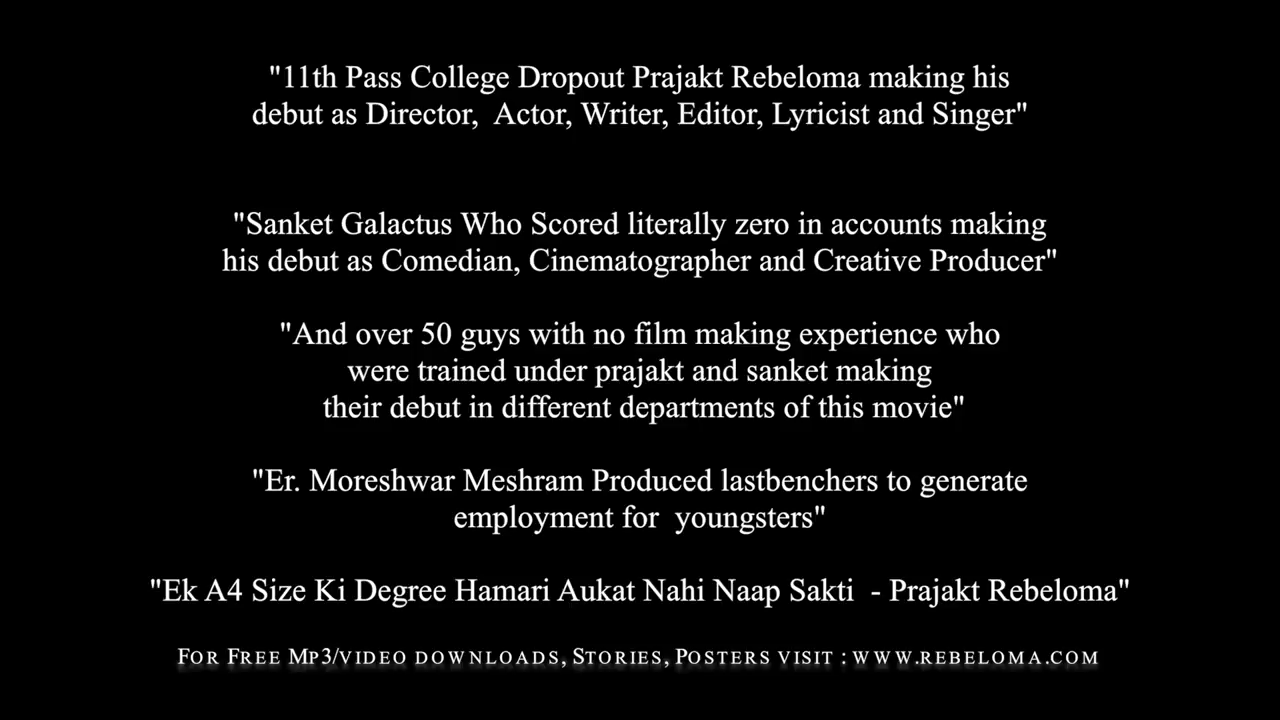 "11th Pass College Dropout Prajakt Rebeloma making his
debut as Director,  Actor, Writer, Editor, Lyricist and Singer"
"Sanket Galactus Who Scored literally zero in accounts making
his debut as Comedian, Cinematographer and Creative Producer"
"And over 50 guys with no film making experience who
were trained under prajakt and sanket making
their debut in different departments of this movie"
"Er. Moreshwar Meshram Produced lastbenchers to generate
employment for  youngsters"
"Ek A4 Size Ki Degree Hamari Aukat Nahi Naap Sakti  - Prajakt Rebeloma"
For Free Mp3/video downloads, Stories, Posters visit : www.rebeloma.com